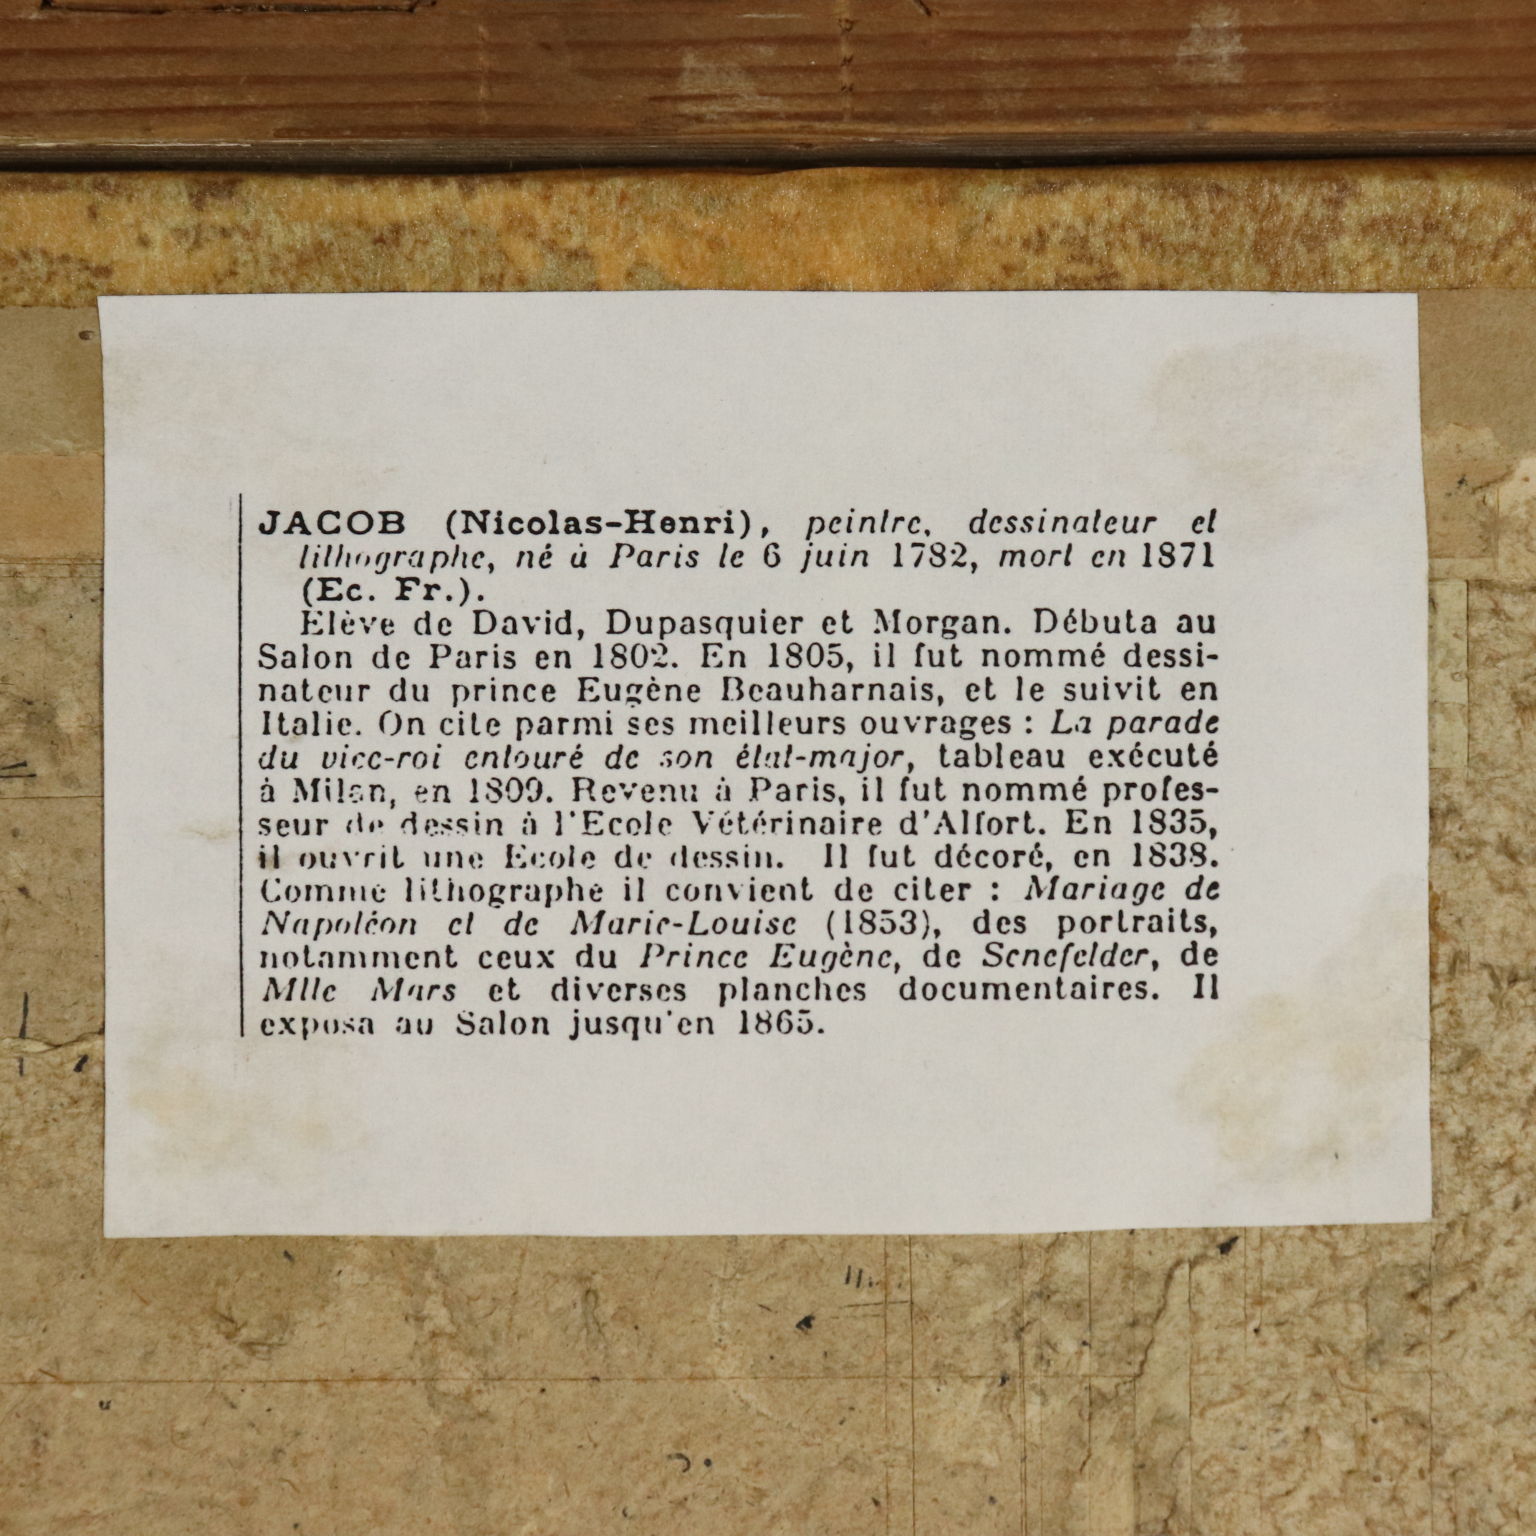 JACOB (Nicolas-Henri), peintre, dessinateur et
lithographe, né à Paris le 6 juin 1782, mort en 1871
(Ec. Fr.).
Elève de David, Dupasquier et Morgan. Débuta au
Salon de Paris en 1802. En 1805, il fut nommé dessi-
nateur du prince Eugène Beauharnais, et le suivit en
Italie. On cite parmi ses meilleurs ouvrages : La parade
du vice-roi entouré de son état-major, tableau exécuté
à Milan, en 1809. Revenu à Paris, il fut nommé profes-
seur de dessin à l'Ecole Vétérinaire d'Alfort. En 1835,
il ouvrit une Ecole de dessin. Il fut décoré, en 1838.
Comme lithographe il convient de citer : Mariage de
Napoléon et de Marie-Louise (1853), des portraits,
notamment ceux du Prince Eugène, de Senefelder, de
Mlle Mars et diverses planches documentaires. Il
exposa au Salon jusqu'en 1865.